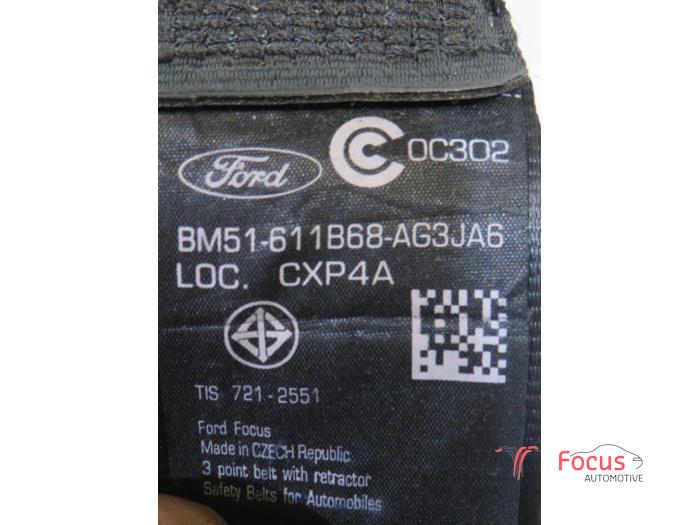 Ford
0C302
BM51-611B68-AG3JA6
LOC. CXP4A
TIS 721-2551
Ford Focus
Made in CZECH Republic
3 point belt with retractor
Safety Belts for Automobiles
Focus
AUTOMOTIVE